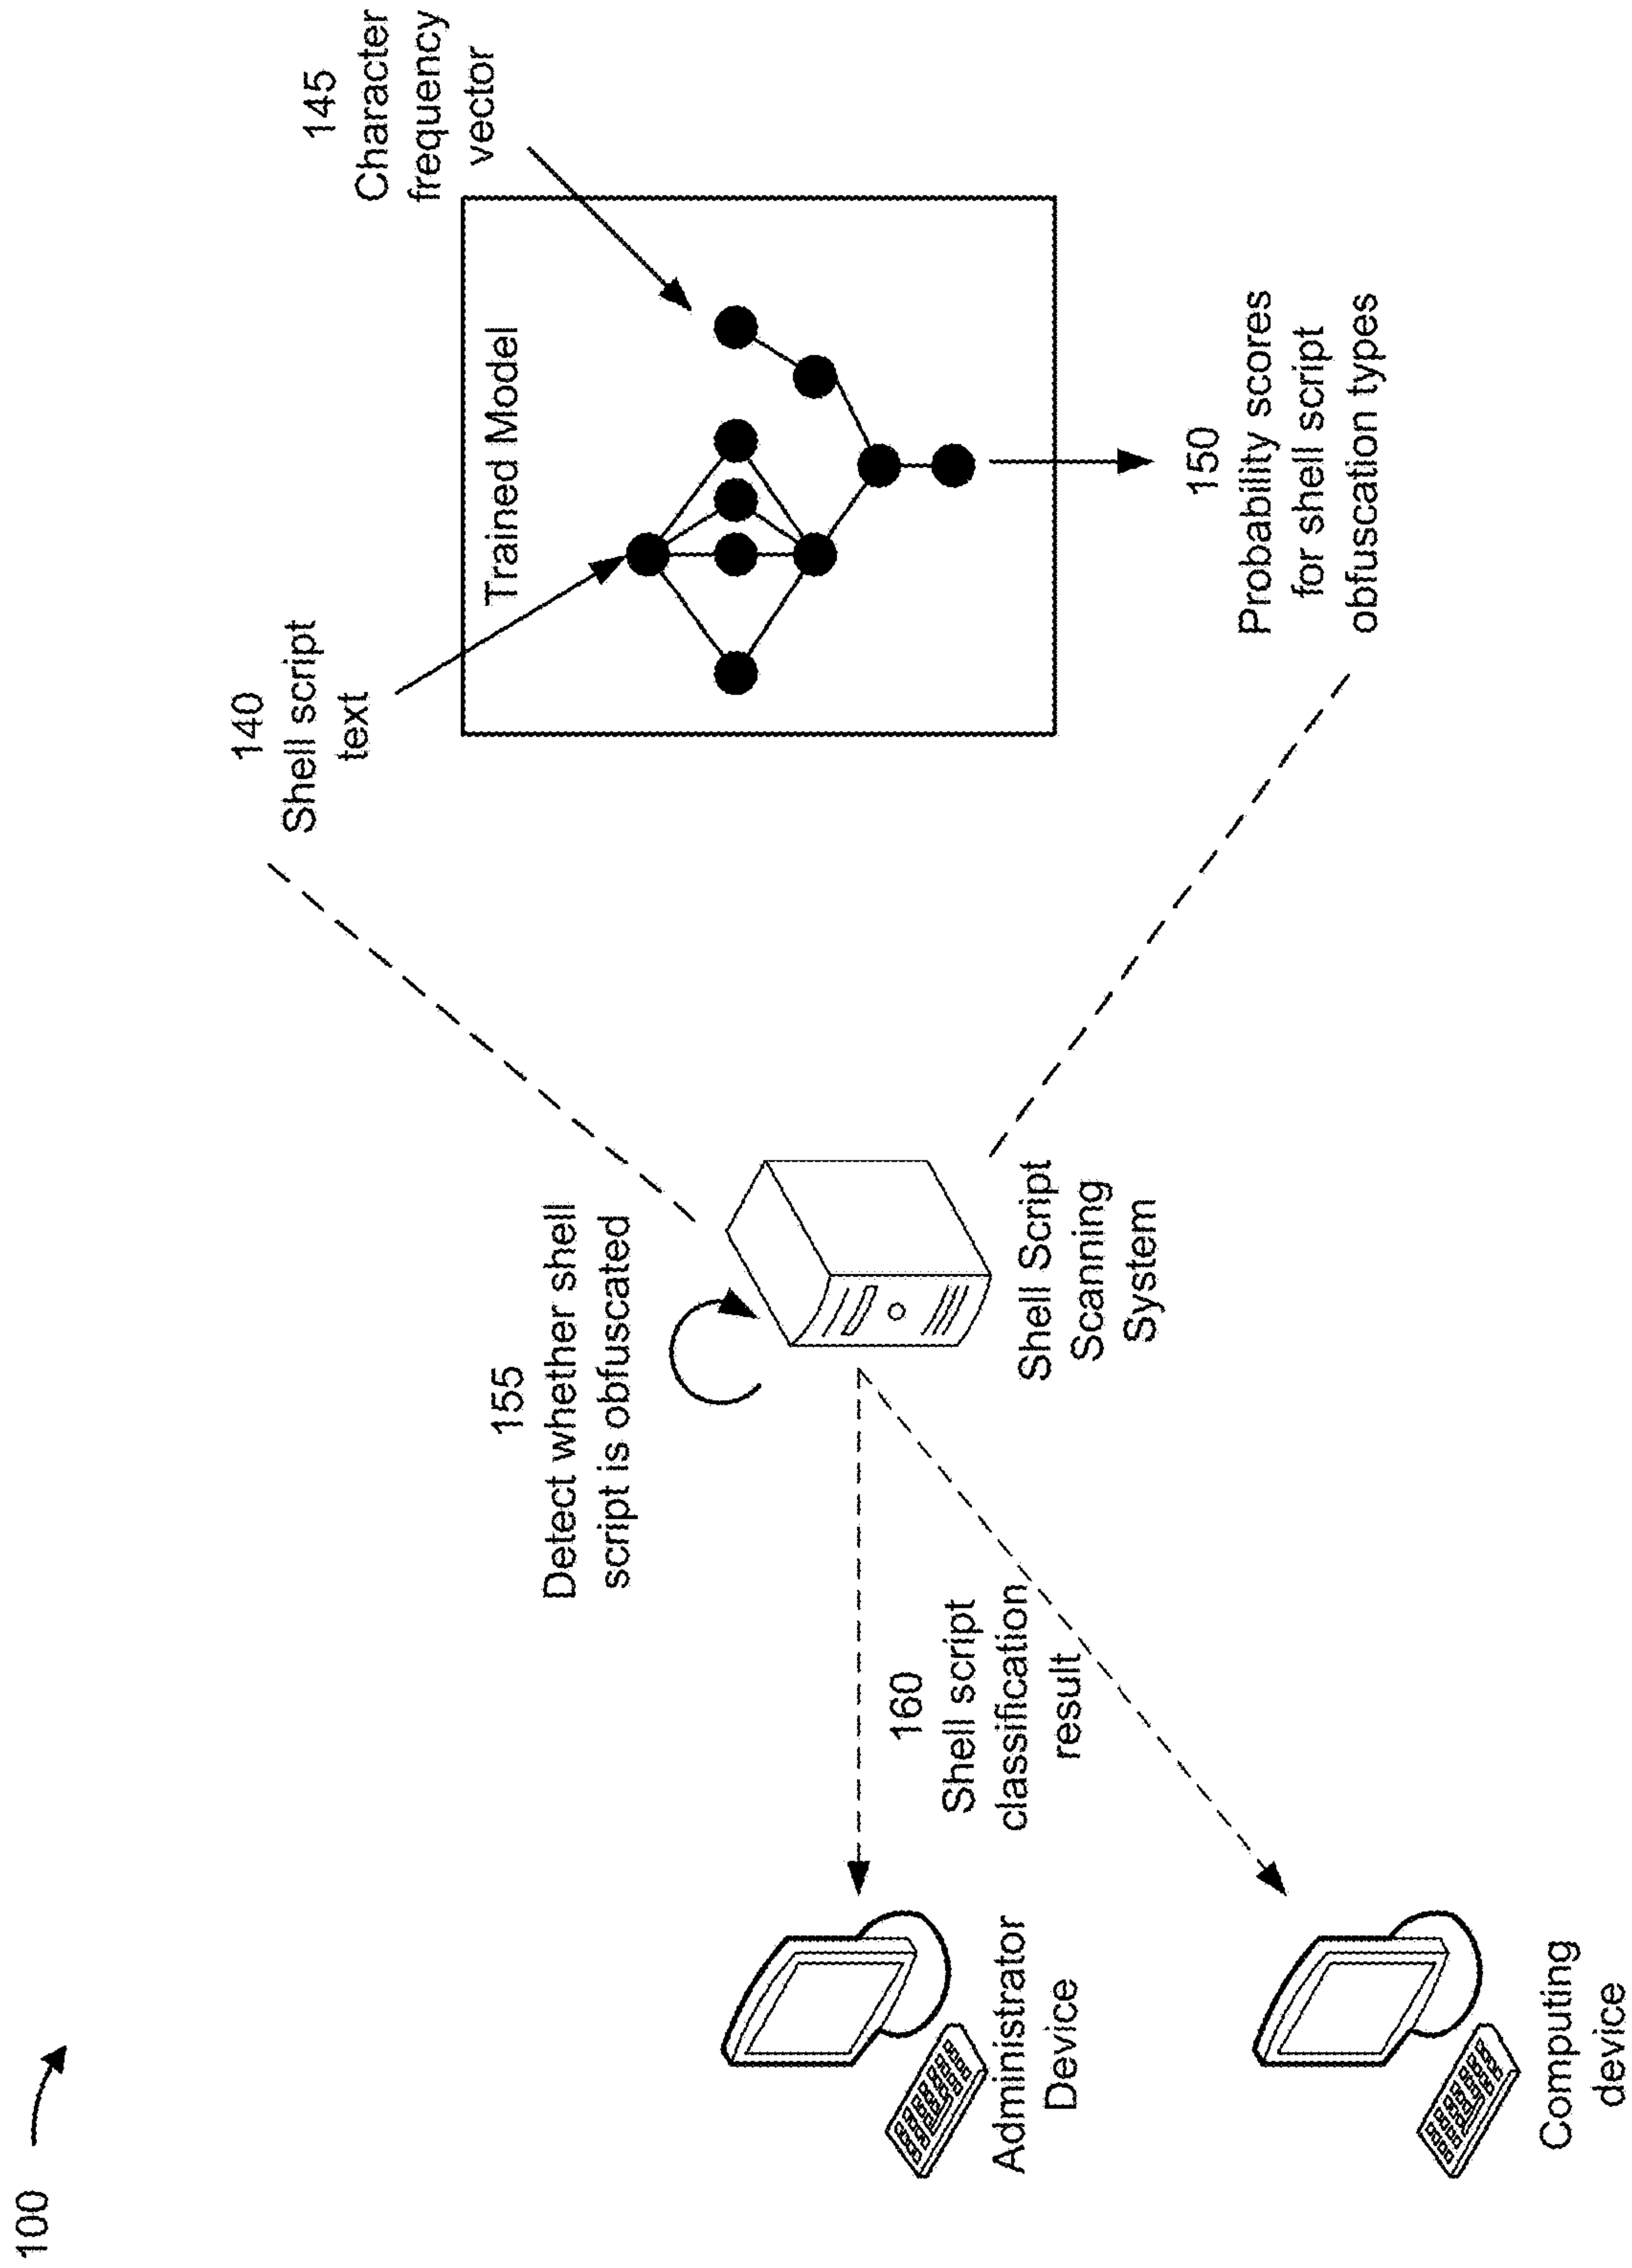 100
140
Shell script
text
145
Character
frequency
vector
Trained Model
155
Detect whether shell
script is obfuscated
Shell Script
Scanning
System
150
Probability scores
for shell script
obfuscation types
160
Shell script
classification
result
Administrator
Device
Computing
device